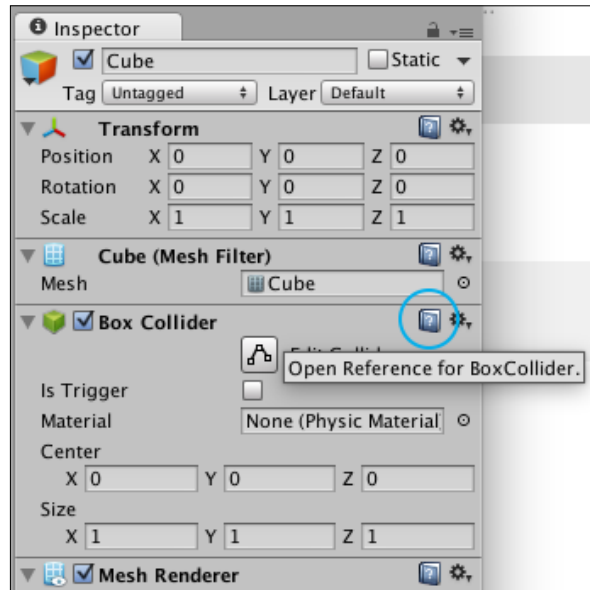 Inspector
Cube Static
Tag Untagged Layer Default
Transform
Position X 0 Y 0 Z 0
Rotation X 0 Y 0 Z 0
Scale X 1 Y 1 Z 1
Cube (Mesh Filter)
Mesh Cube
Box Collider
Open Reference for BoxCollider.
Is Trigger
Material None (Physic Material
Center
X 0 Y 0 Z 0
Size
X 1 Y 1 Z 1
Mesh Renderer